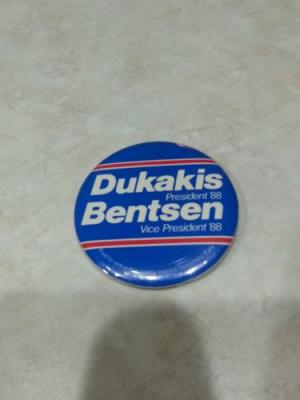 Dukakis
President '88
Bentsen
Vice President '88